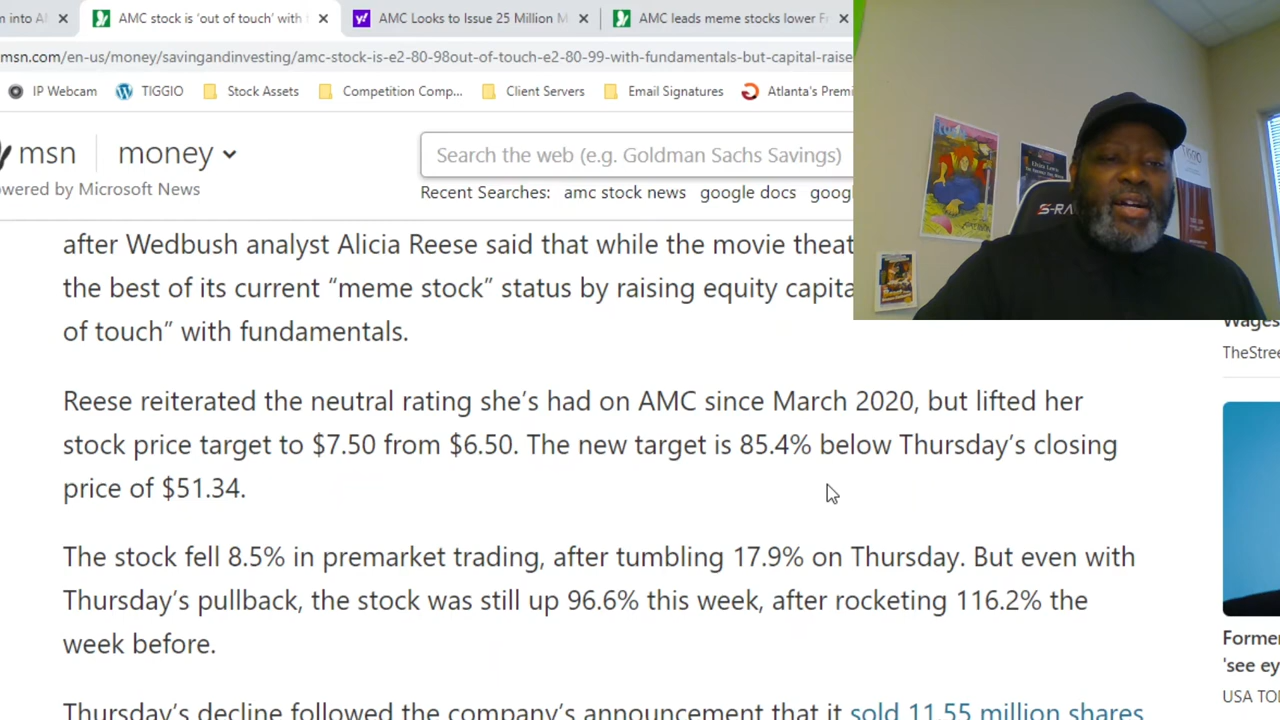 n into Al
AMC stock is ‘out of touch’ with
AMC Looks to Issue 25 Million M
AMC leads meme stocks lower Fr
msn.com/en-us/money/savingandinvesting/amc-stock-is-e2-80-98out-of-touch-e2-80-99-with-fundamentals-but-capital-raise
IP Webcam TIGGIO Stock Assets Competition Comp... Client Servers Email Signatures Atlanta's Premi
msn money
Search the web (e.g. Goldman Sachs Savings)
owered by Microsoft News
Recent Searches: amc stock news google docs googl
S-RA
after Wedbush analyst Alicia Reese said that while the movie theat
the best of its current “meme stock” status by raising equity capita
of touch” with fundamentals.
Wages
TheStree
Reese reiterated the neutral rating she’s had on AMC since March 2020, but lifted her
stock price target to $7.50 from $6.50. The new target is 85.4% below Thursday’s closing
price of $51.34.
The stock fell 8.5% in premarket trading, after tumbling 17.9% on Thursday. But even with
Thursday’s pullback, the stock was still up 96.6% this week, after rocketing 116.2% the
week before.
Former
'see ey
USA TO
Thursday’s decline followed the company’s announcement that it sold 11.55 million shares